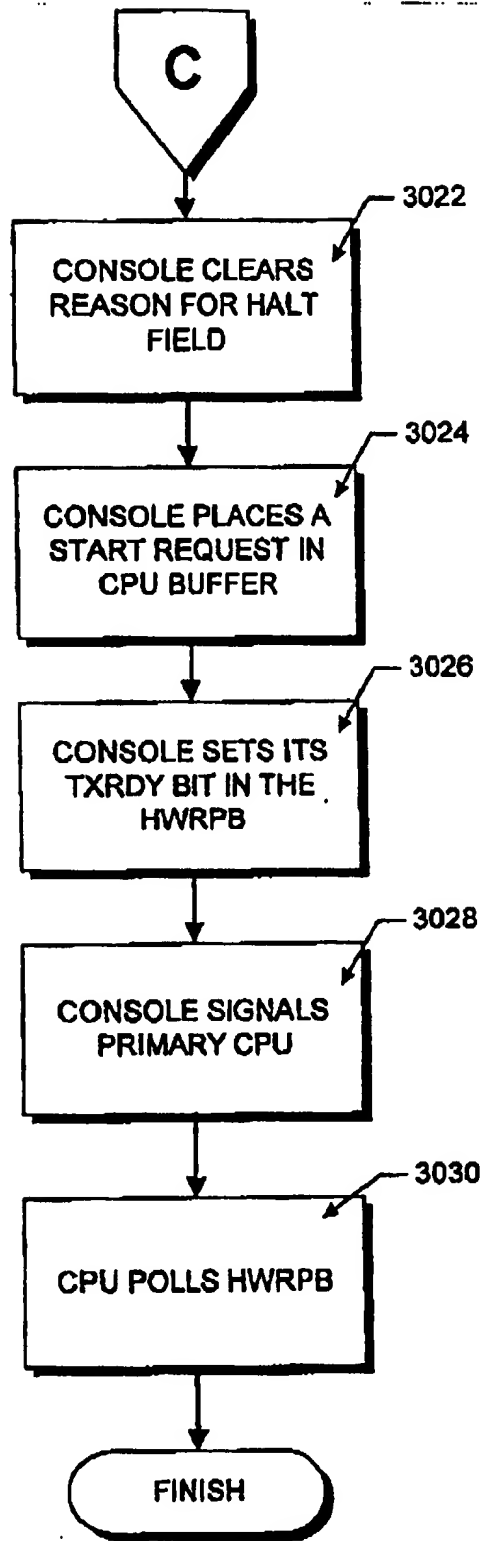 C
3022
CONSOLE CLEARS
REASON FOR HALT
FIELD
3024
CONSOLE PLACES A
START REQUEST IN
CPU BUFFER
3026
CONSOLE SETS ITS
TXRDY BIT IN THE
HWRPB
3028
CONSOLE SIGNALS
PRIMARY CPU
3030
CPU POLLS HWRPB
FINISH